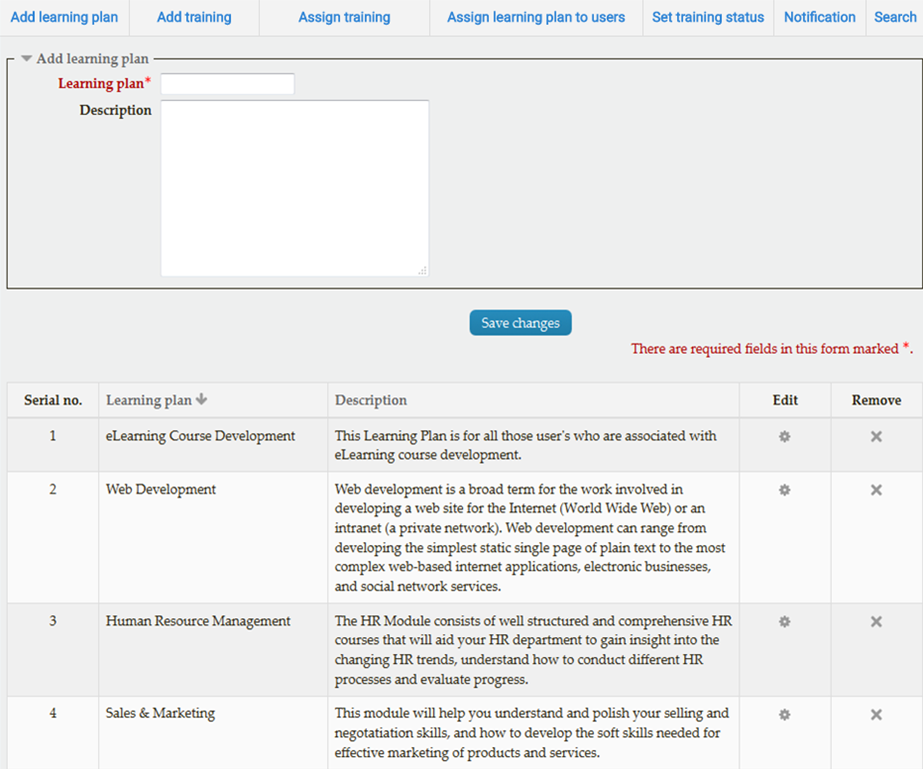 Add learning plan Add training Assign training Assign learning plan to users Set training status Notification Search
Add learning plan
Learning plan*
Description
Save changes
There are required fields in this form marked *.
Serial no. Learning plan Description Edit Remove
1 eLearning Course Development This Learning Plan is for all those user's who are associated with
eLearning course development.
2 Web Development Web development is a broad term for the work involved in
developing a web site for the Internet (World Wide Web) or an
intranet (a private network). Web development can range from
developing the simplest static single page of plain text to the most
complex web-based internet applications, electronic businesses,
and social network services.
3 Human Resource Management The HR Module consists of well structured and comprehensive HR
courses that will aid your HR department to gain insight into the
changing HR trends, understand how to conduct different HR
processes and evaluate progress.
4 Sales & Marketing This module will help you understand and polish your selling and
negotatiation skills, and how to develop the soft skills needed for
effective marketing of products and services.